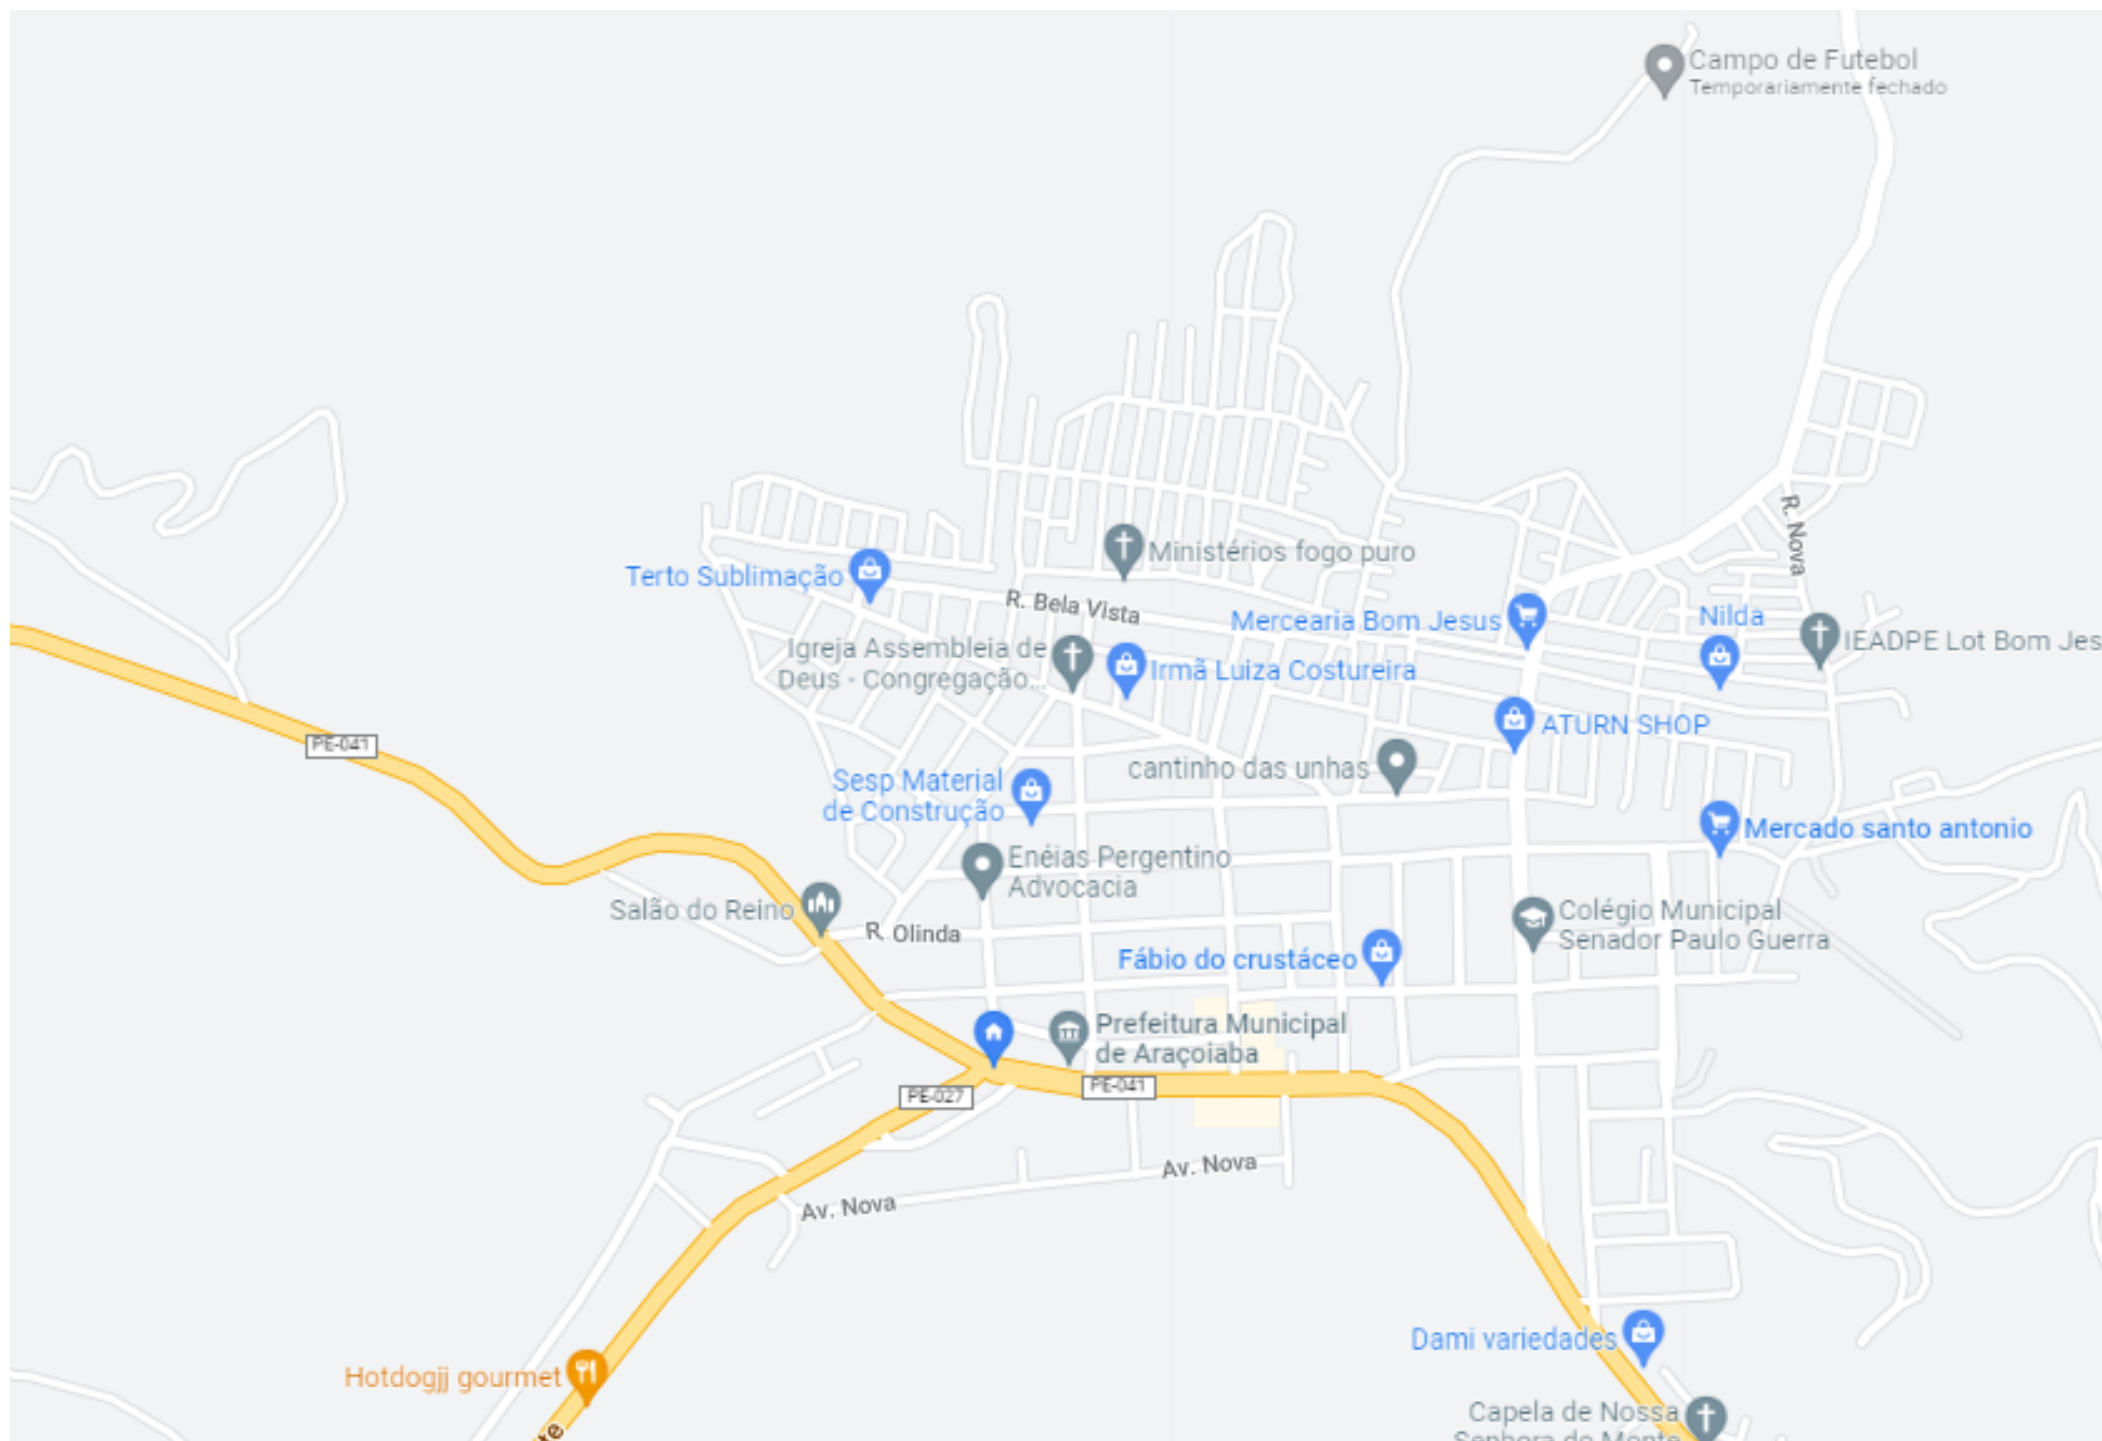 Campo de Futebol
Temporariamente fechado
R. Nova
Ministérios fogo puro
Terto Sublimação
R. Bela Vista
Mercearia Bom Jesus
Nilda
IEADPE Lot Bom Jes
Igreja Assembleia de
Deus - Congregação...
Irmã Luiza Costureira
ATURN SHOP
PE-041
cantinho das unhas
Sesp Material
de Construção
Mercado santo antonio
Enéias Pergentino
Advocacia
Salão do Reino
R. Olinda
Colégio Municipal
Senador Paulo Guerra
Fábio do crustáceo
Prefeitura Municipal
de Araçoiaba
PE-041
PE-027
Av. Nova
Av. Nova
Dami variedades
Hotdogjj gourmet
Capela de Nossa
Senhora do Monte